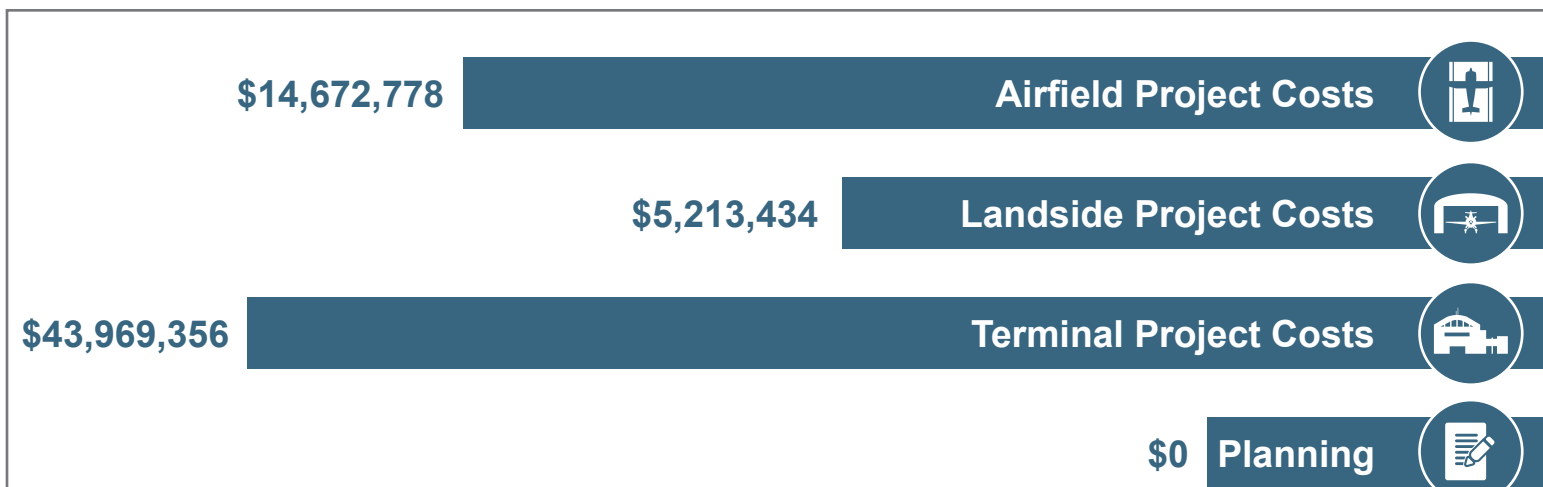 $14,672,778 Airfield Project Costs
$5,213,434 Landside Project Costs
$43,969,356 Terminal Project Costs
$0 Planning